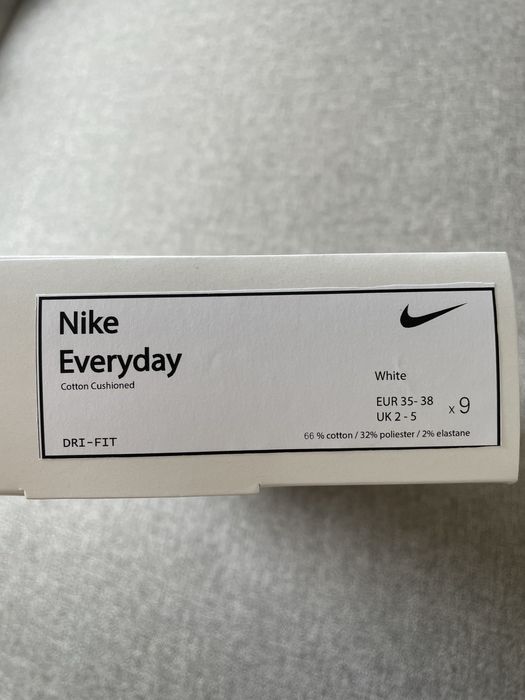 Nike
Everyday
Cotton Cushioned
White
EUR 35- 38
UK 2 - 5
x 9
DRI-FIT
66 % cotton / 32% poliester / 2% elastane